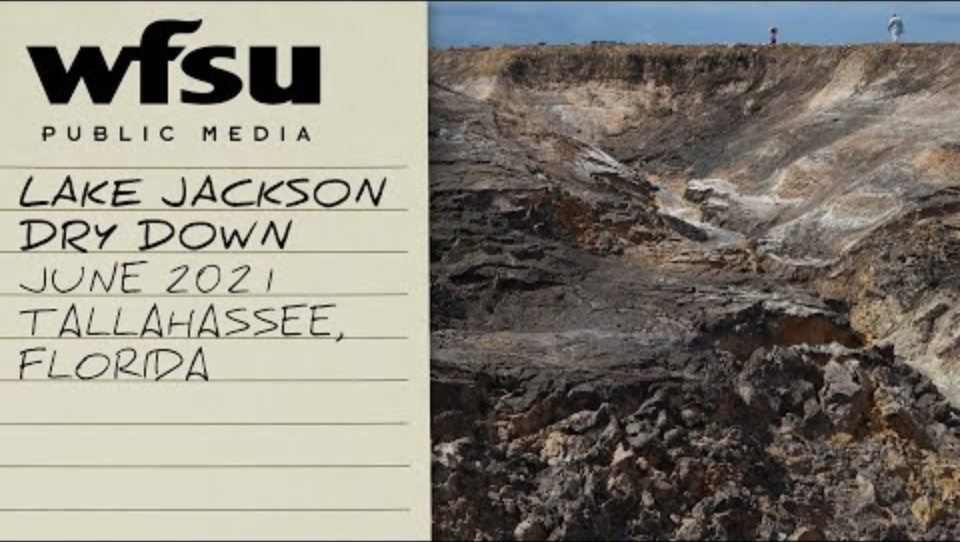 wfsu
PUBLIC MEDIA
LAKE JACKSON
DRY DOWN
JUNE 2021
TALLAHASSEE,
FLORIDA